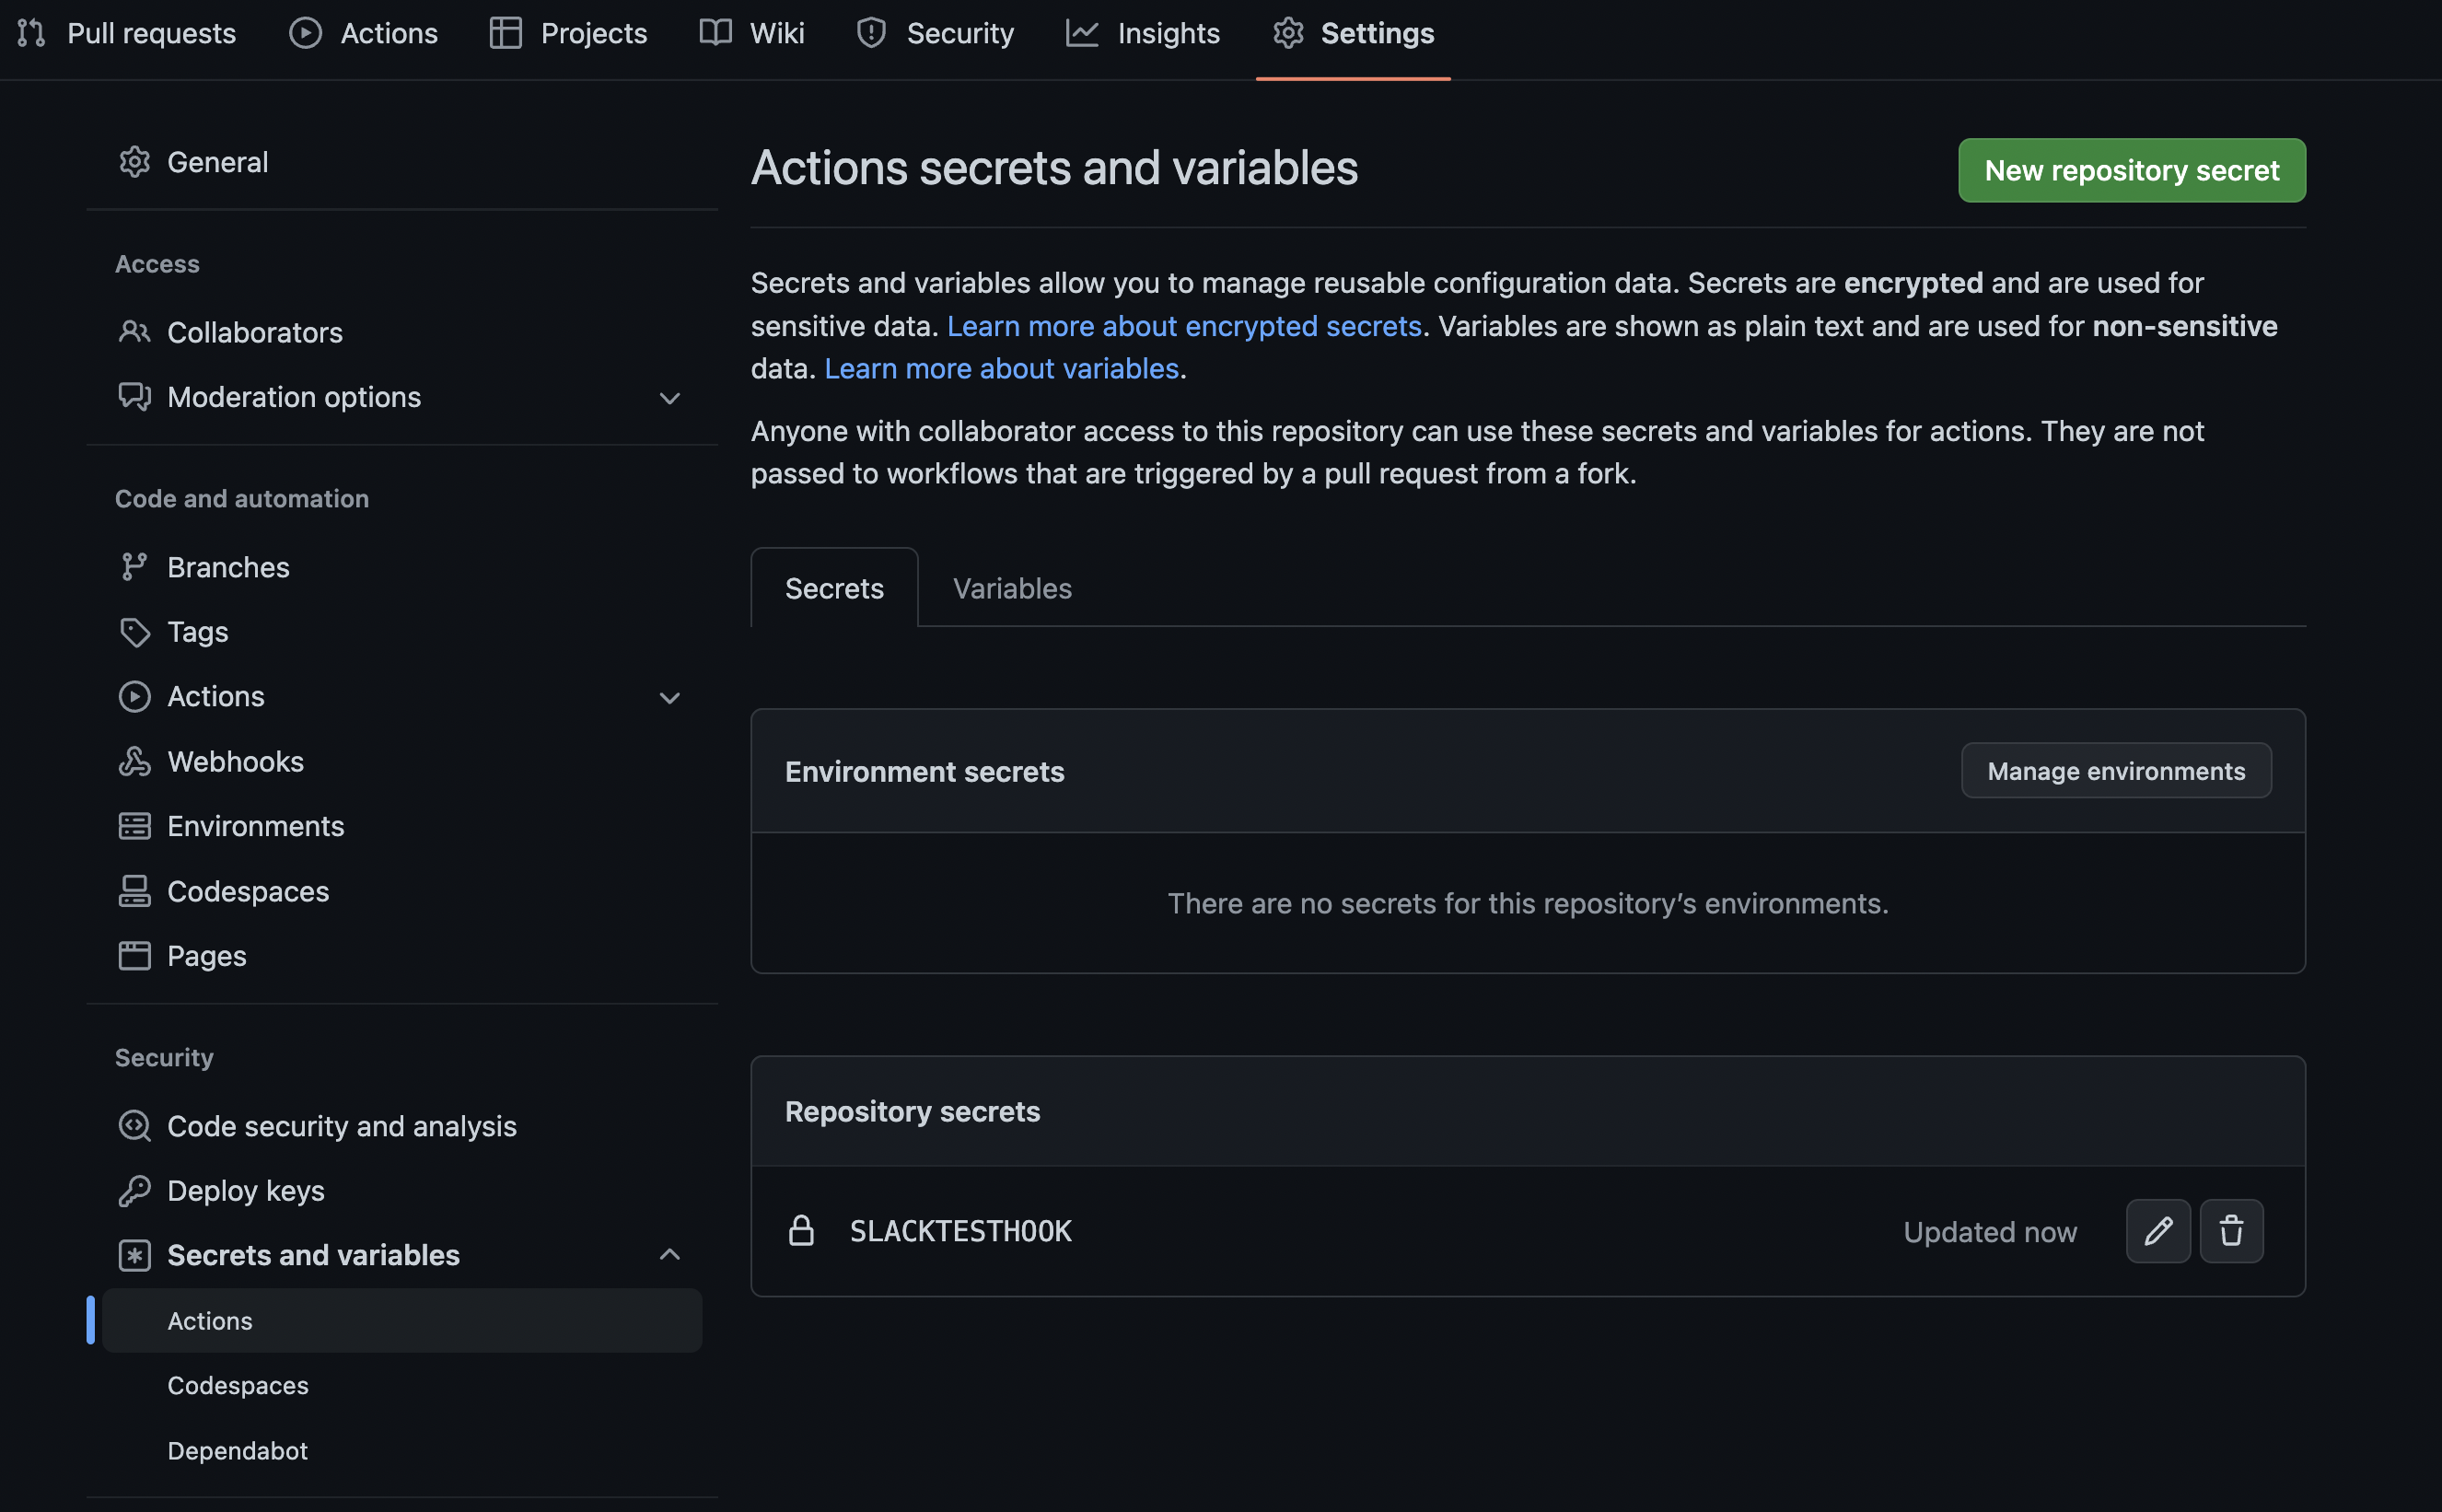 Pull requests
Actions
Projects
Wiki
Security
Insights
Settings
General
Access
Collaborators
Moderation options
Code and automation
Branches
Tags
Actions
Webhooks
Environments
Codespaces
Pages
Security
Code security and analysis
Deploy keys
Secrets and variables
Actions
Codespaces
Dependabot
Actions secrets and variables
New repository secret
Secrets and variables allow you to manage reusable configuration data. Secrets are encrypted and are used for
sensitive data. Learn more about encrypted secrets. Variables are shown as plain text and are used for non-sensitive
data. Learn more about variables.
Anyone with collaborator access to this repository can use these secrets and variables for actions. They are not
passed to workflows that are triggered by a pull request from a fork.
Secrets
Variables
Environment secrets
Manage environments
There are no secrets for this repository’s environments.
Repository secrets
SLACKTESTHOOK
Updated now